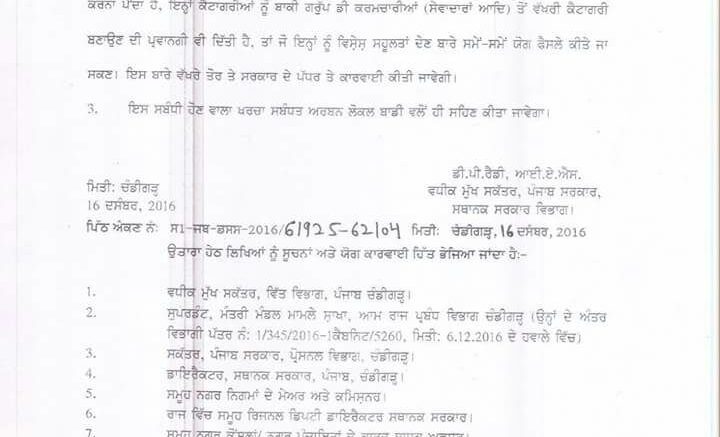 ਕਰਨਾ ਪੈਂਦਾ ਹੈ, ਇਨ੍ਹਾਂ ਕੈਟਾਗਰੀਆਂ ਨੂੰ ਬਾਕੀ ਗਰੁੱਪ ਡੀ ਕਰਮਚਾਰੀਆਂ (ਸੇਵਾਦਾਰਾਂ ਆਦਿ) ਤੋਂ ਵੱਖਰੀ ਕੈਟਾਗਰੀ
ਬਣਾਉਣ ਦੀ ਪ੍ਰਵਾਨਗੀ ਵੀ ਦਿੱਤੀ ਹੈ, ਤਾਂ ਜੋ ਇਨ੍ਹਾਂ ਨੂੰ ਵਿਸ਼ੇਸ਼ ਸਹੂਲਤਾਂ ਦੇਣ ਬਾਰੇ ਸਮੇਂ-ਸਮੇਂ ਯੋਗ ਫੈਸਲੇ ਕੀਤੇ ਜਾ
ਸਕਣ। ਇਸ ਬਾਰੇ ਵੱਖਰੇ ਤੌਰ ਤੇ ਸਰਕਾਰ ਦੇ ਪੱਧਰ ਤੇ ਕਾਰਵਾਈ ਕੀਤੀ ਜਾਵੇਗੀ।
3. ਇਸ ਸਬੰਧੀ ਹੋਣ ਵਾਲਾ ਖਰਚਾ ਸਬੰਧਤ ਅਰਬਨ ਲੋਕਲ ਬਾਡੀ ਵਲੋਂ ਹੀ ਸਹਿਣ ਕੀਤਾ ਜਾਵੇਗਾ।
ਡੀ.ਪੀ.ਰੈਡੀ, ਆਈ.ਏ.ਐਸ.
ਮਿਤੀ: ਚੰਡੀਗੜ੍ਹ ਵਧੀਕ ਮੁੱਖ ਸਕੱਤਰ, ਪੰਜਾਬ ਸਰਕਾਰ,
16 ਦਸੰਬਰ, 2016 ਸਥਾਨਕ ਸਰਕਾਰ ਵਿਭਾਗ।
ਪਿੱਠ ਅੰਕਣ ਨੰ: ਸ1-ਜਬ-ਡਸਸ-2016/61925-62104 ਮਿਤੀ: ਚੰਡੀਗੜ੍ਹ, 16 ਦਸੰਬਰ, 2016
ਉਤਾਰਾ ਹੇਠ ਲਿਖਿਆਂ ਨੂੰ ਸੂਚਨਾਂ ਅਤੇ ਯੋਗ ਕਾਰਵਾਈ ਹਿੱਤ ਭੇਜਿਆ ਜਾਂਦਾ ਹੈ:-
1. ਵਧੀਕ ਮੁੱਖ ਸਕੱਤਰ, ਵਿੱਤ ਵਿਭਾਗ, ਪੰਜਾਬ ਚੰਡੀਗੜ੍ਹ।
2. ਸੁਪਰਡੰਟ, ਮੰਤਰੀ ਮੰਡਲ ਮਾਮਲੇ ਸ਼ਾਖਾ, ਆਮ ਰਾਜ ਪ੍ਰਬੰਧ ਵਿਭਾਗ ਚੰਡੀਗੜ੍ਹ (ਉਨ੍ਹਾਂ ਦੇ ਅੰਤਰ
ਵਿਭਾਗੀ ਪੱਤਰ ਨੰ: 1/345/2016-1ਕੈਬਨਿਟ/5260, ਮਿਤੀ: 6.12.2016 ਦੇ ਹਵਾਲੇ ਵਿੱਚ)
3. ਸਕੱਤਰ, ਪੰਜਾਬ ਸਰਕਾਰ, ਪ੍ਰੋਸਨਲ ਵਿਭਾਗ, ਚੰਡੀਗੜ੍ਹ।
4. ਡਾਇਰੈਕਟਰ, ਸਥਾਨਕ ਸਰਕਾਰ, ਪੰਜਾਬ, ਚੰਡੀਗੜ੍ਹ।
5. ਸਮੂਹ ਨਗਰ ਨਿਗਮਾਂ ਦੇ ਮੇਅਰ ਅਤੇ ਕਮਿਸ਼ਨਰ।
6. ਰਾਜ ਵਿੱਚ ਸਮੂਹ ਰਿਜਨਲ ਡਿਪਟੀ ਡਾਇਰੈਕਟਰ ਸਥਾਨਕ ਸਰਕਾਰ।
7. ਸਮੂਹ ਨਗਰ ਕੌਂਸਲਾਂ/ ਨਗਰ ਪੰਚਾਇਤਾਂ ਦੇ